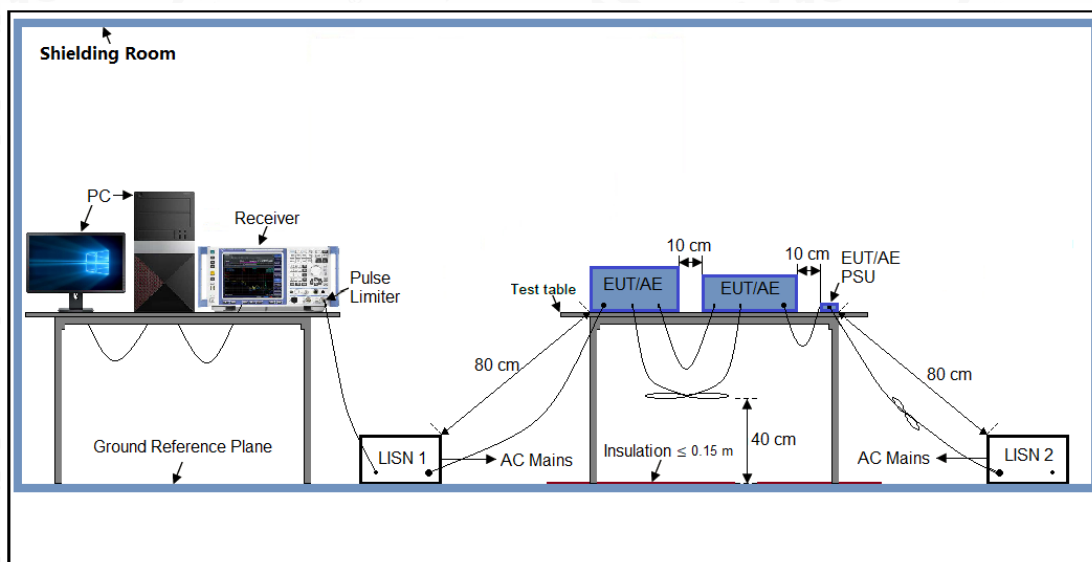 Shielding Room
PC
Receiver
Pulse
Limiter
10 cm
10 cm
EUT/AE
PSU
EUT/AE
EUT/AE
Test table
80 cm
80 cm
40 cm
Ground Reference Plane
LISN 1
AC Mains
Insulation ≤ 0.15 m
AC Mains
LISN 2